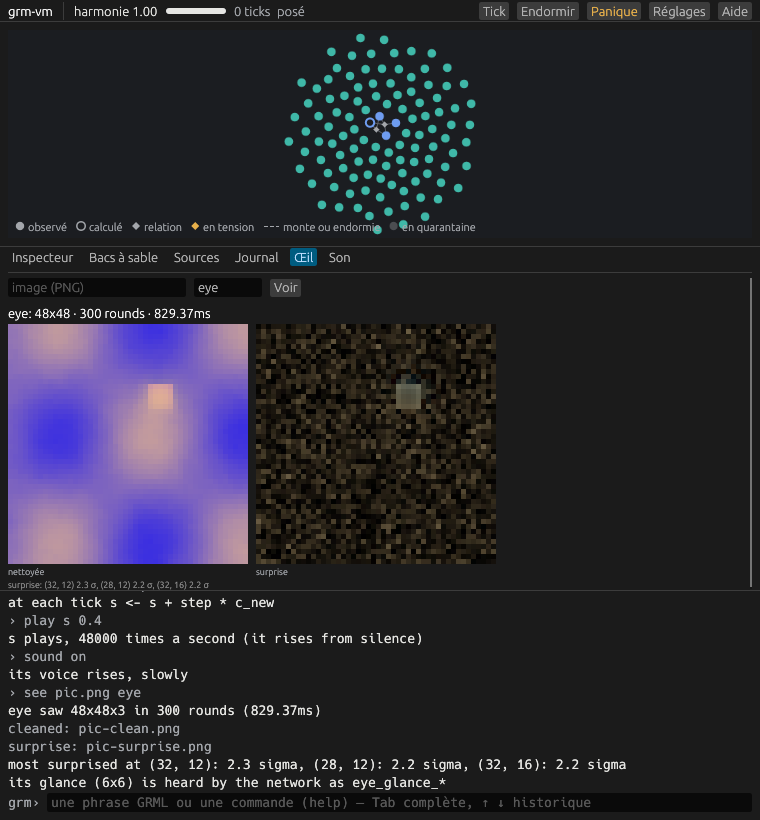 grm-vm harmonie 1.00 0 ticks posé Tick Endormir Panique Réglages Aide
observé calculé relation en tension monte ou endormie en quarantaine
Inspecteur Bacs à sable Sources Journal Œil Son
image (PNG) eye Voir
eye: 48x48 · 300 rounds · 829.37ms
nettoyée surprise
surprise: (32, 12) 2.3 σ, (28, 12) 2.2 σ, (32, 16) 2.2 σ
at each tick s <- s + step * c_new
› play s 0.4
s plays, 48000 times a second (it rises from silence)
› sound on
its voice rises, slowly
› see pic.png eye
eye saw 48x48x3 in 300 rounds (829.37ms)
cleaned: pic-clean.png
surprise: pic-surprise.png
most surprised at (32, 12): 2.3 sigma, (28, 12): 2.2 sigma, (32, 16): 2.2 sigma
its glance (6x6) is heard by the network as eye_glance_*
grm› une phrase GRML ou une commande (help) — Tab complète, ↑ ↓ historique